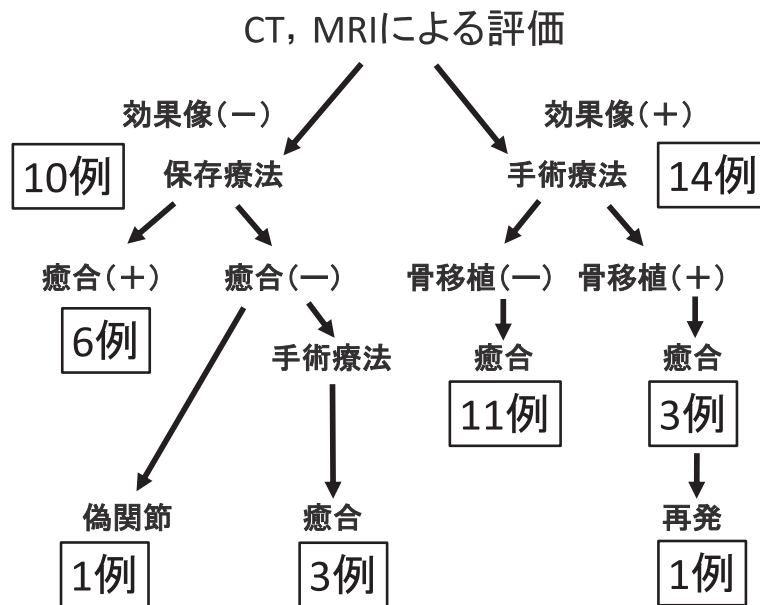 CT，MRIによる評価
効果像（－）
効果像（＋）
10例
保存療法
手術療法
14例
癒合（＋）
癒合（－）
骨移植（－）
骨移植（＋）
6例
手術療法
癒合
癒合
11例
3例
偽関節
癒合
再発
1例
3例
1例